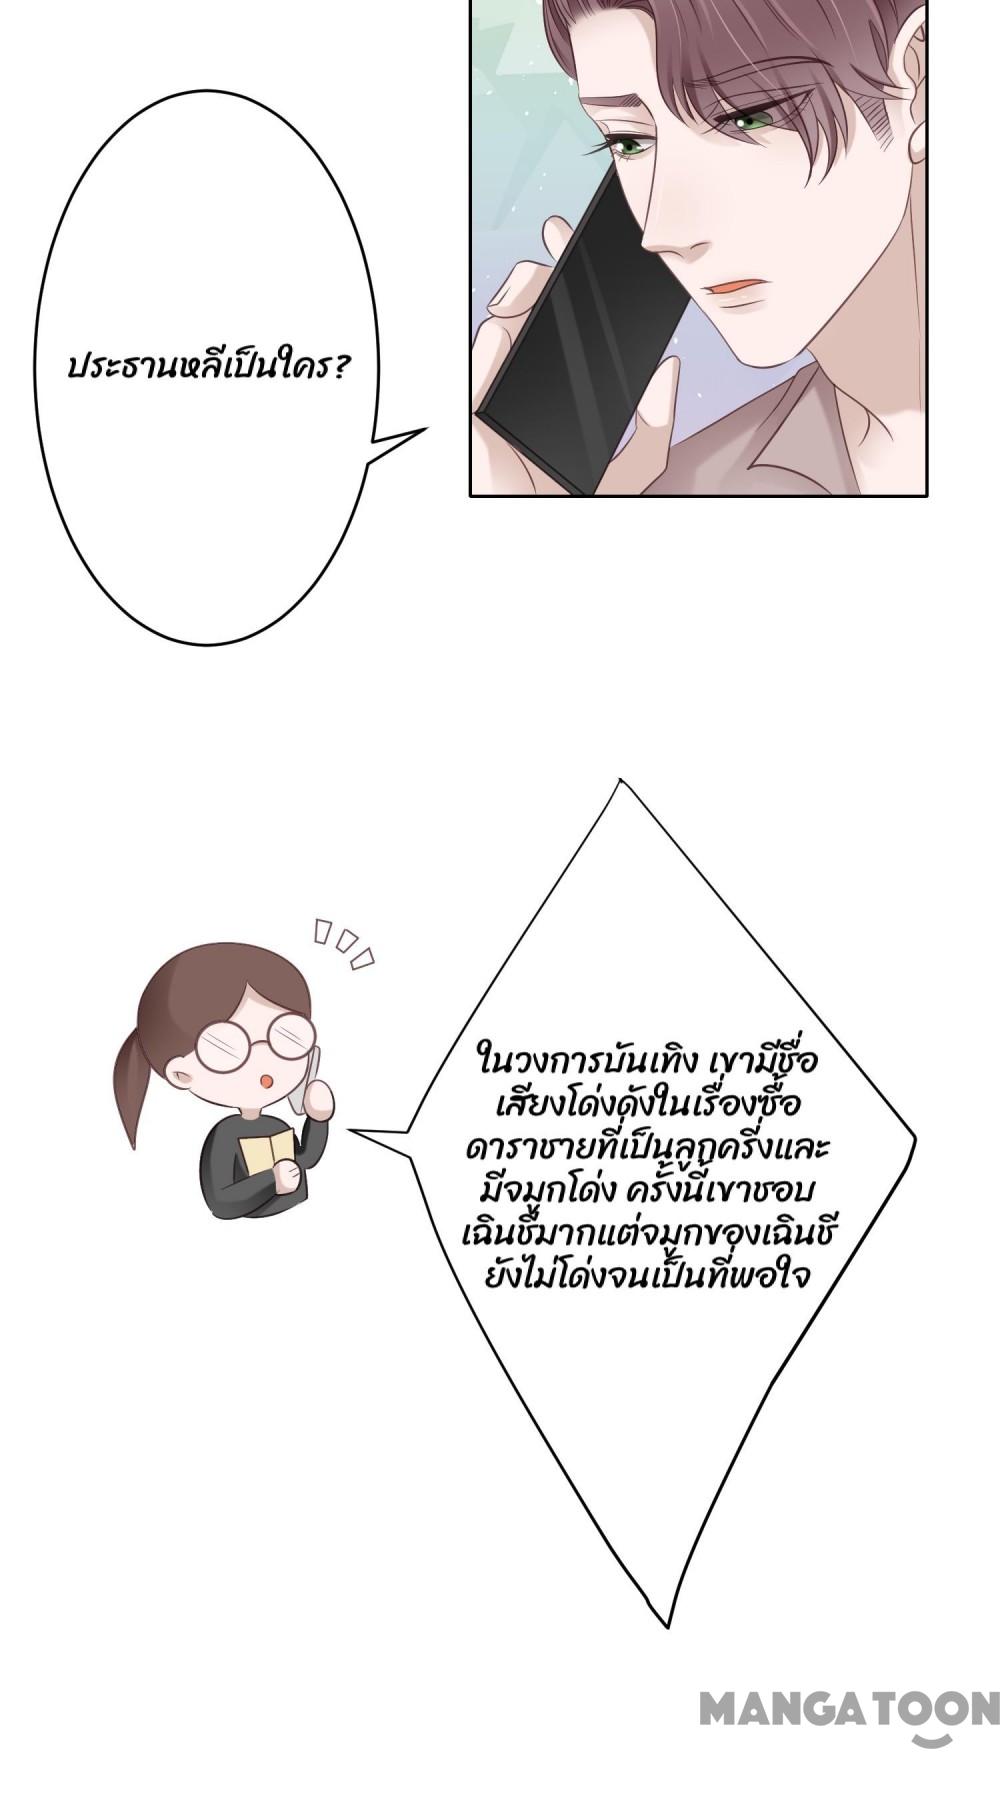 ประธานหลีเป็นใคร?
ในวงการบันเทิง เขามีชื่อ
เสียงโด่งดังในเรื่องซื้อ
ดาราชายที่เป็นลูกครึ่งและ
มีจมูกโด่ง ครั้งนี้เขาชอบ
เฉินชีมากแต่จมูกของเฉินชี
ยังไม่โด่งจนเป็นที่พอใจ
MANGATOON